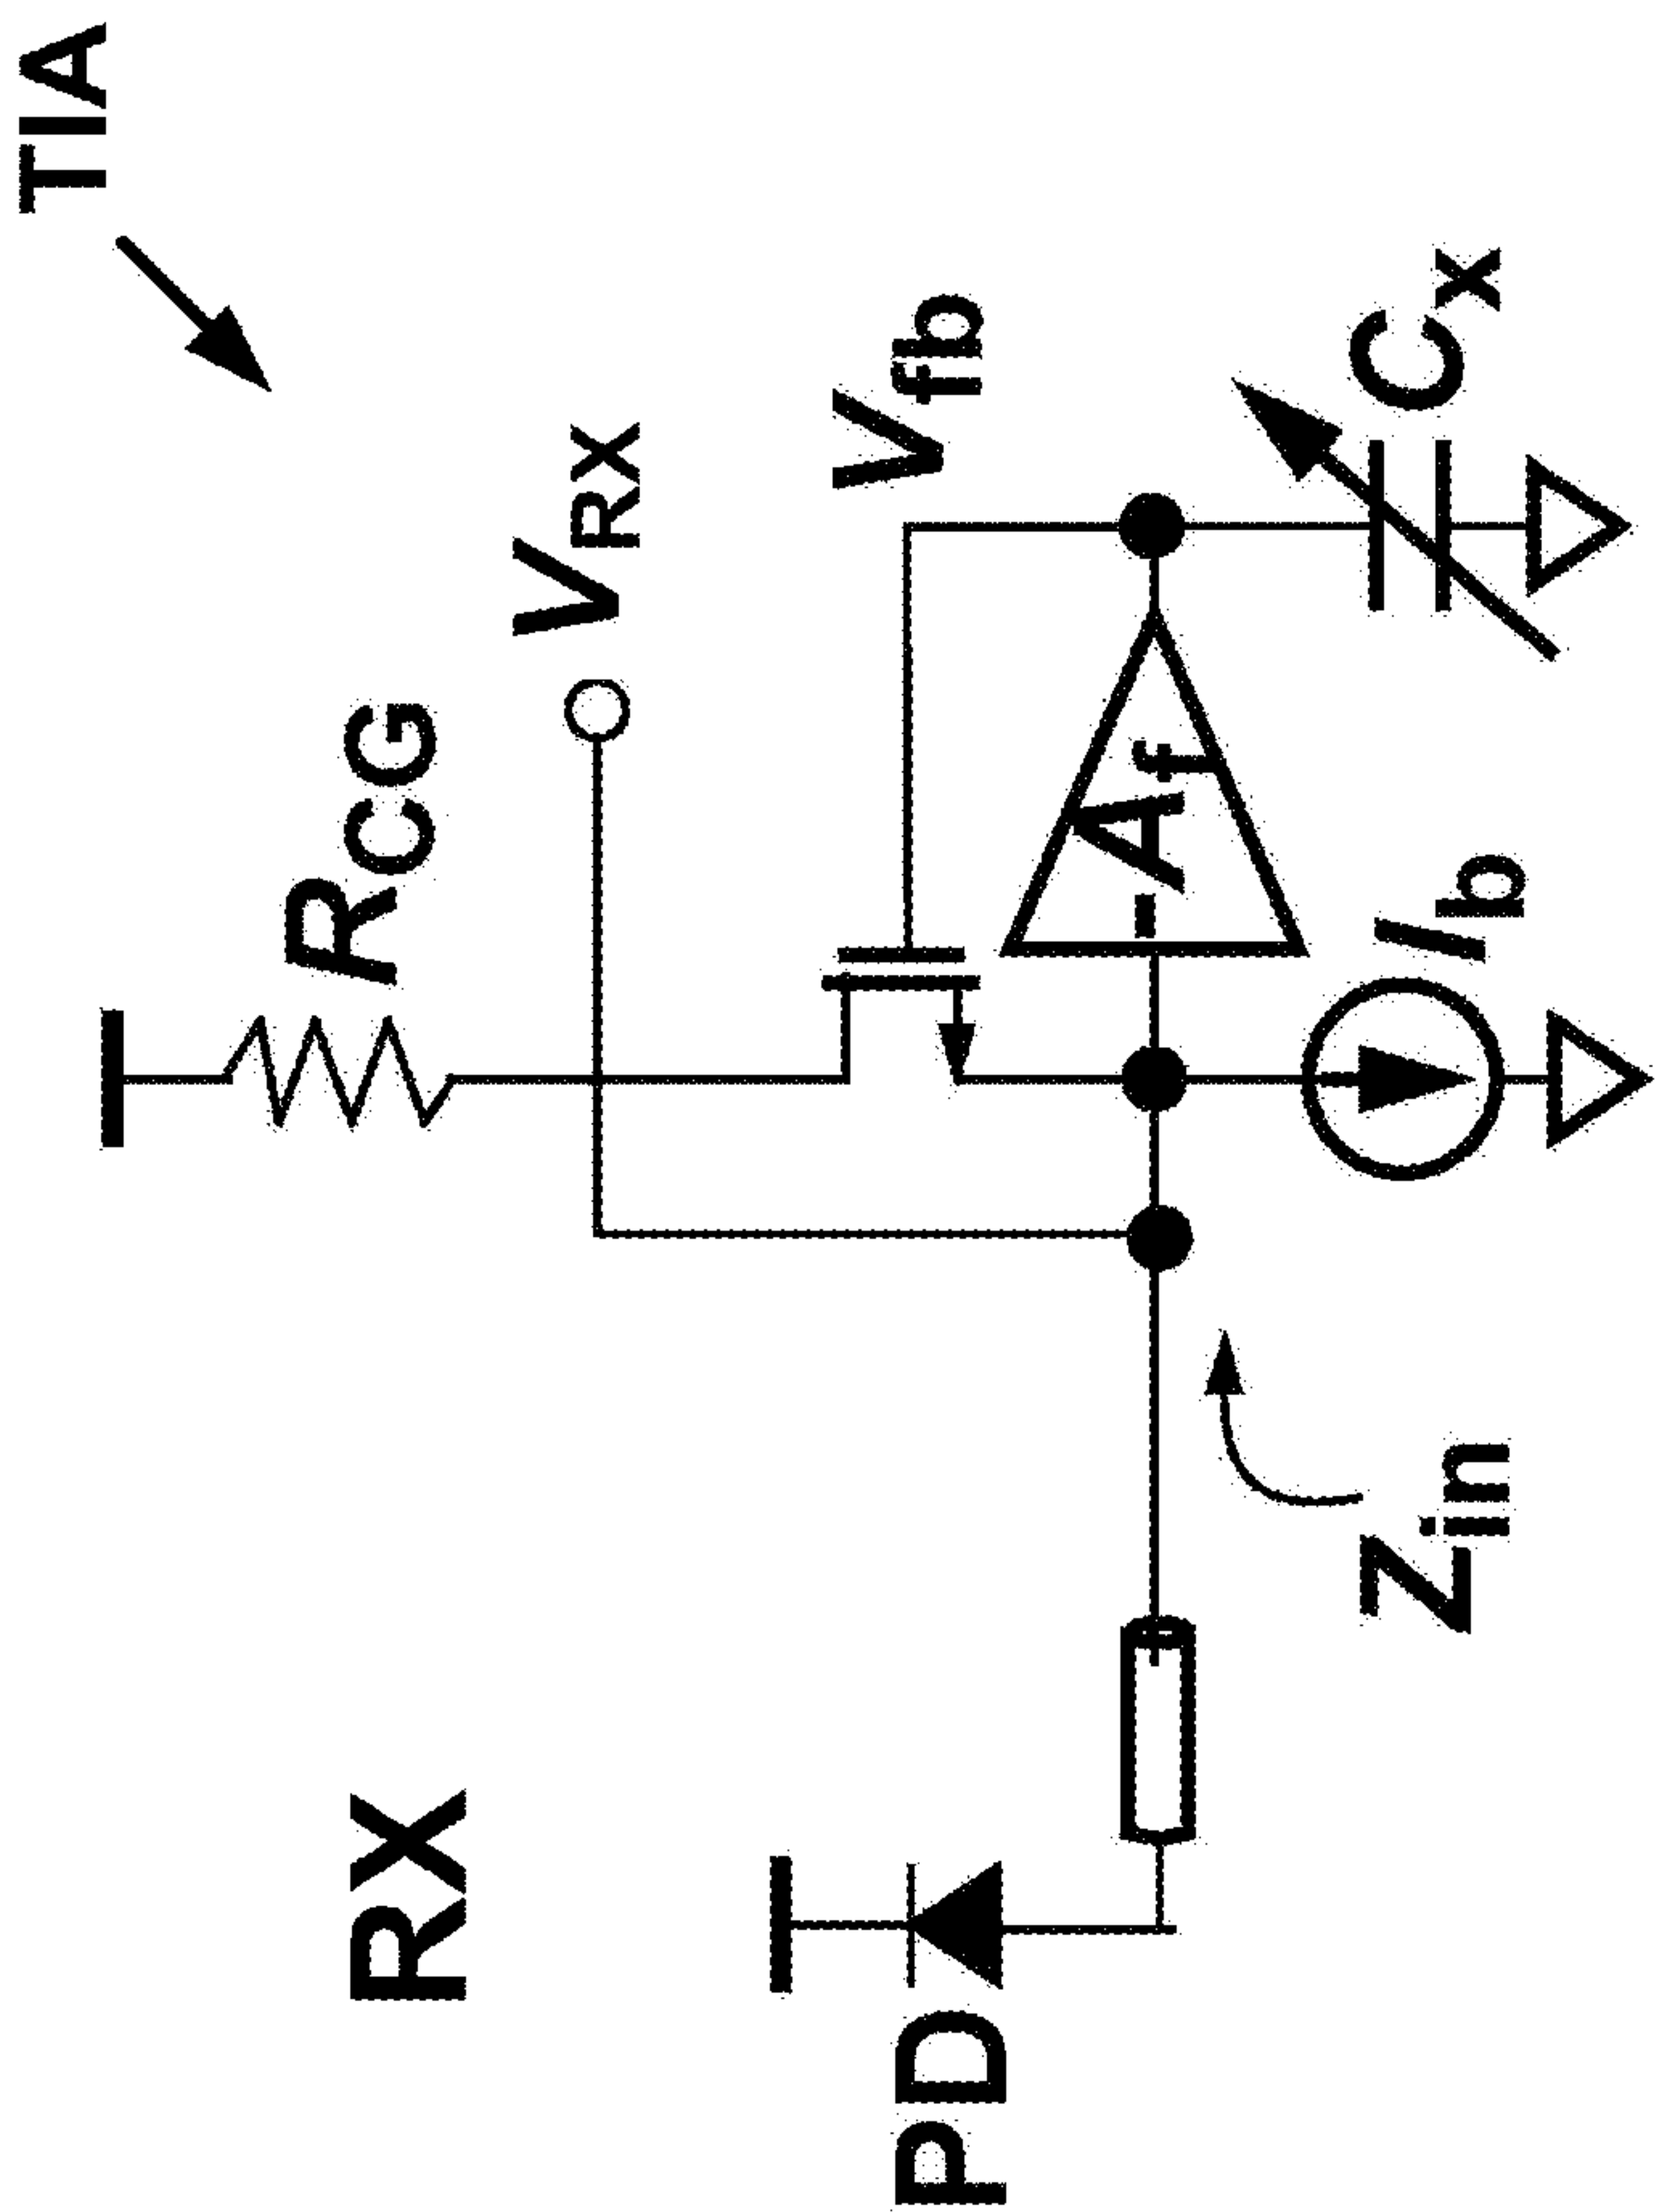 TIA
RX
RCG
VRX
PD
Vfb
-Af
Zin
Ib
Cx